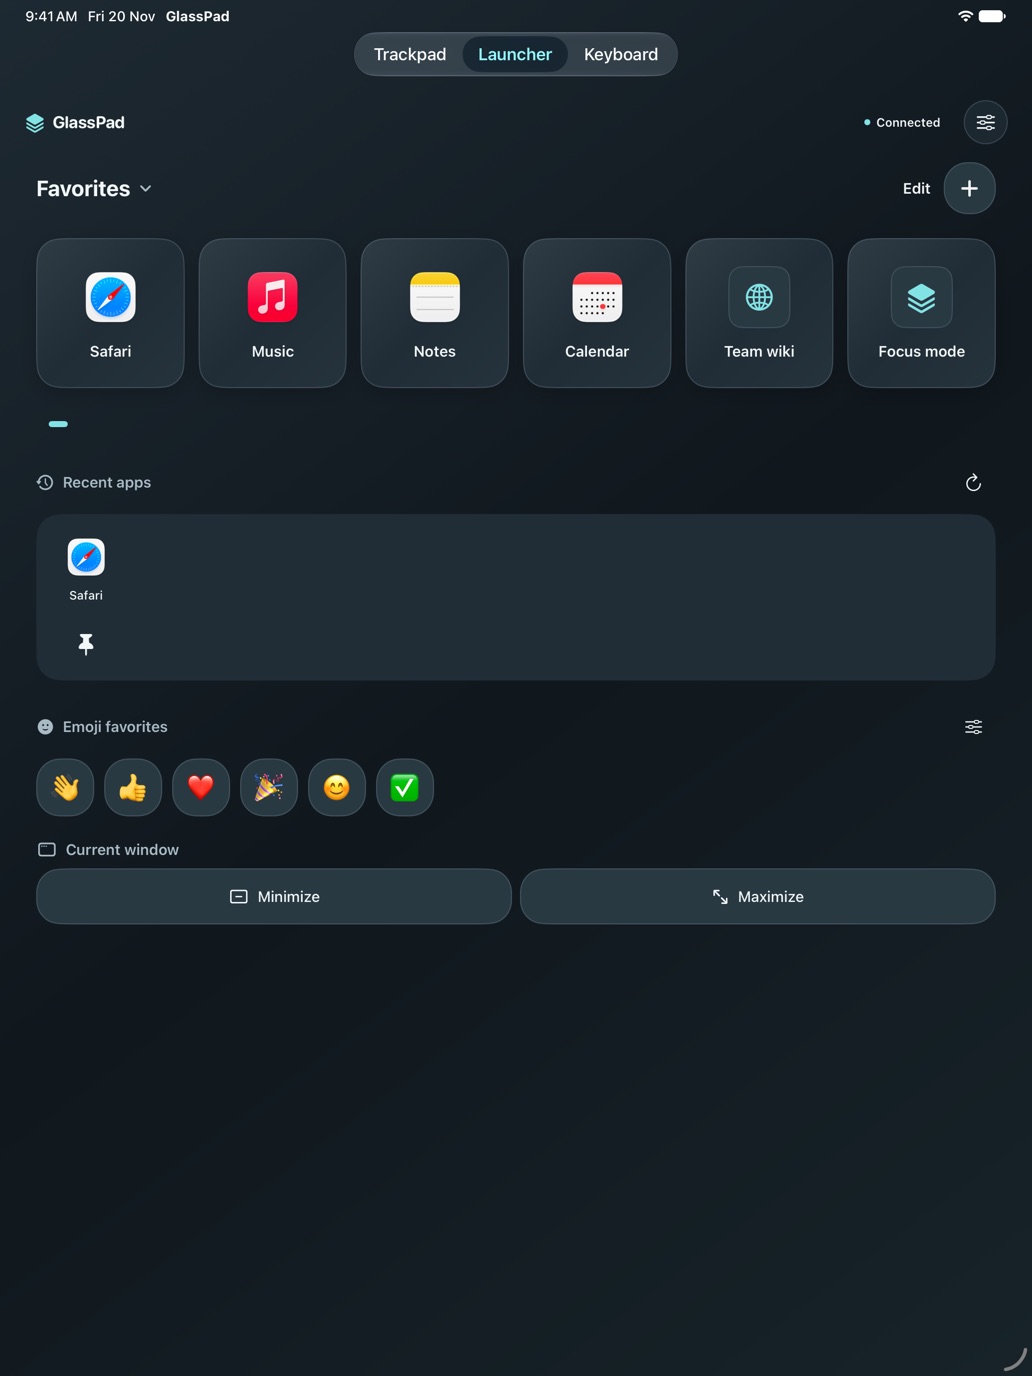 9:41 AM Fri 20 Nov GlassPad
Trackpad Launcher Keyboard
GlassPad
Connected
Favorites
Edit
Safari Music Notes Calendar Team wiki Focus mode
Recent apps
Safari
Emoji favorites
Current window
Minimize Maximize